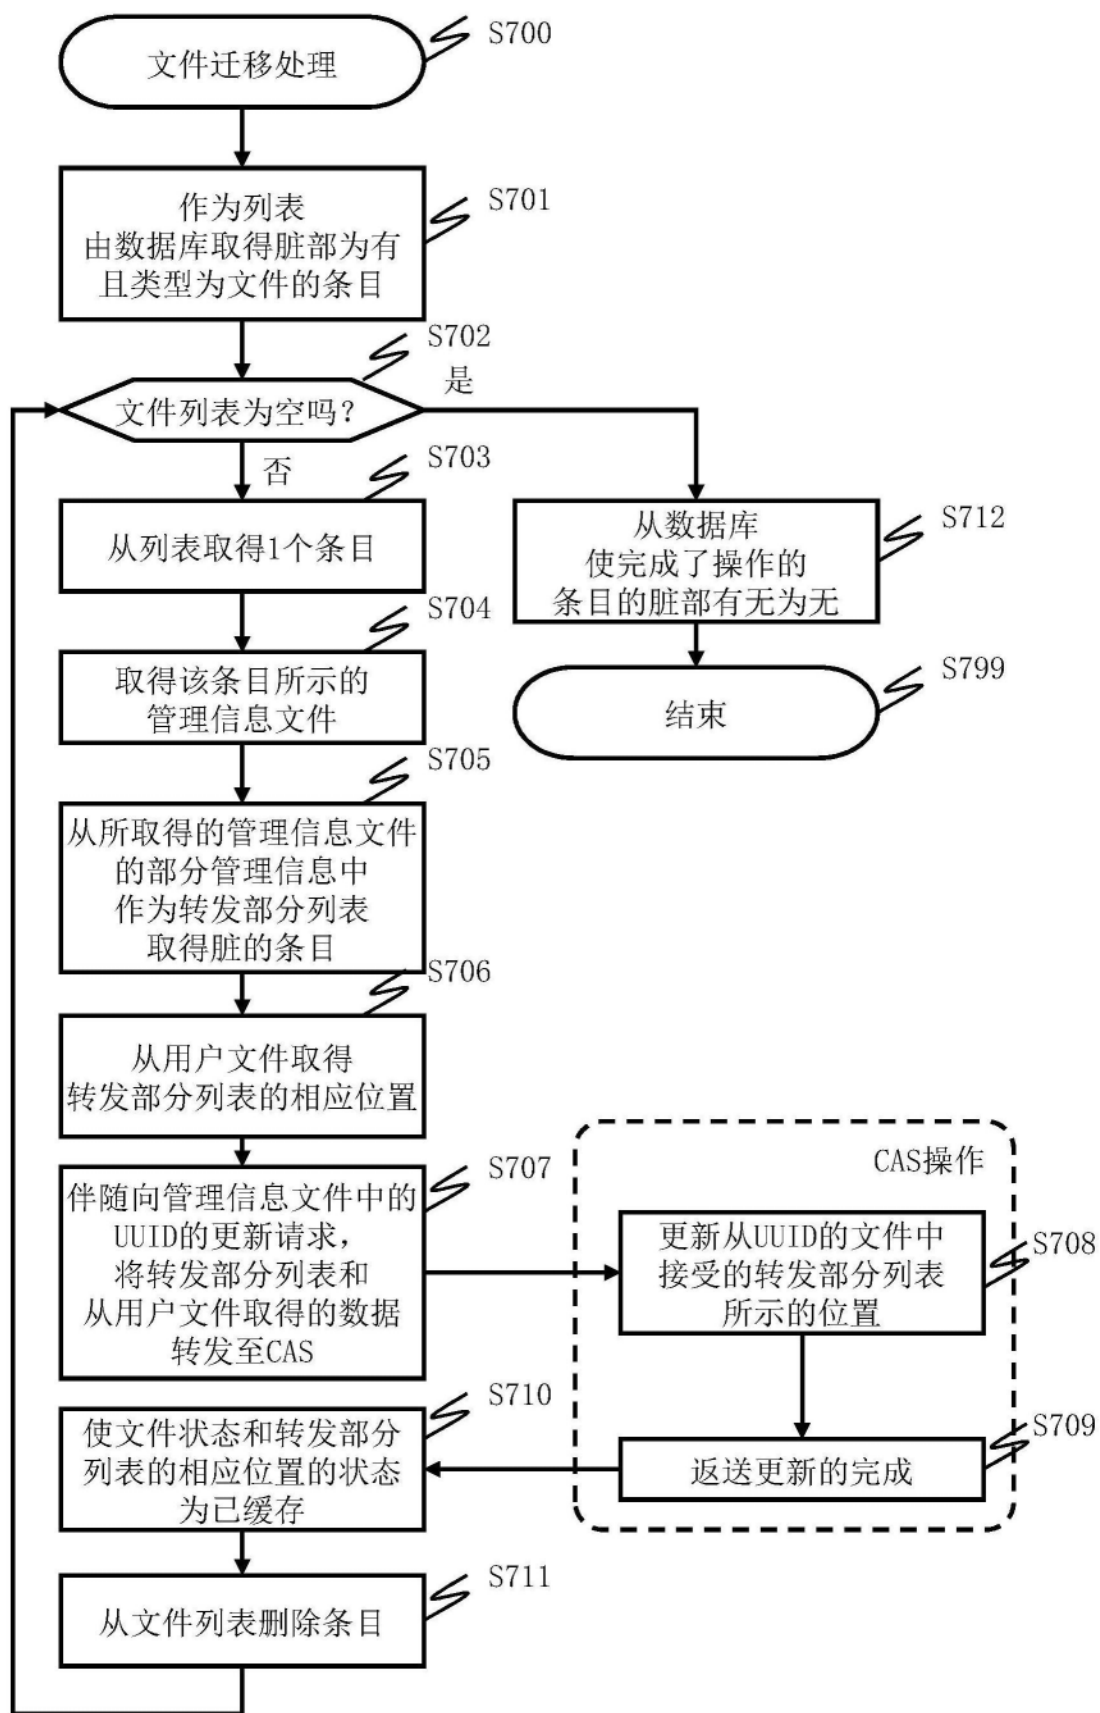 S700
文件迁移处理
S701
作为列表
由数据库取得脏部为有
且类型为文件的条目
S702
文件列表为空吗？
是
否
S703
从列表取得1个条目
S712
从数据库
使完成了操作的
条目的脏部有无为无
S704
取得该条目所示的
管理信息文件
S799
结束
S705
从所取得的管理信息文件
的部分管理信息中
作为转发部分列表
取得脏的条目
S706
从用户文件取得
转发部分列表的相应位置
S707
伴随向管理信息文件中的
UUID的更新请求，
将转发部分列表和
从用户文件取得的数据
转发至CAS
CAS操作
S708
更新从UUID的文件中
接受的转发部分列表
所示的位置
S709
返送更新的完成
S710
使文件状态和转发部分
列表的相应位置的状态
为已缓存
S711
从文件列表删除条目